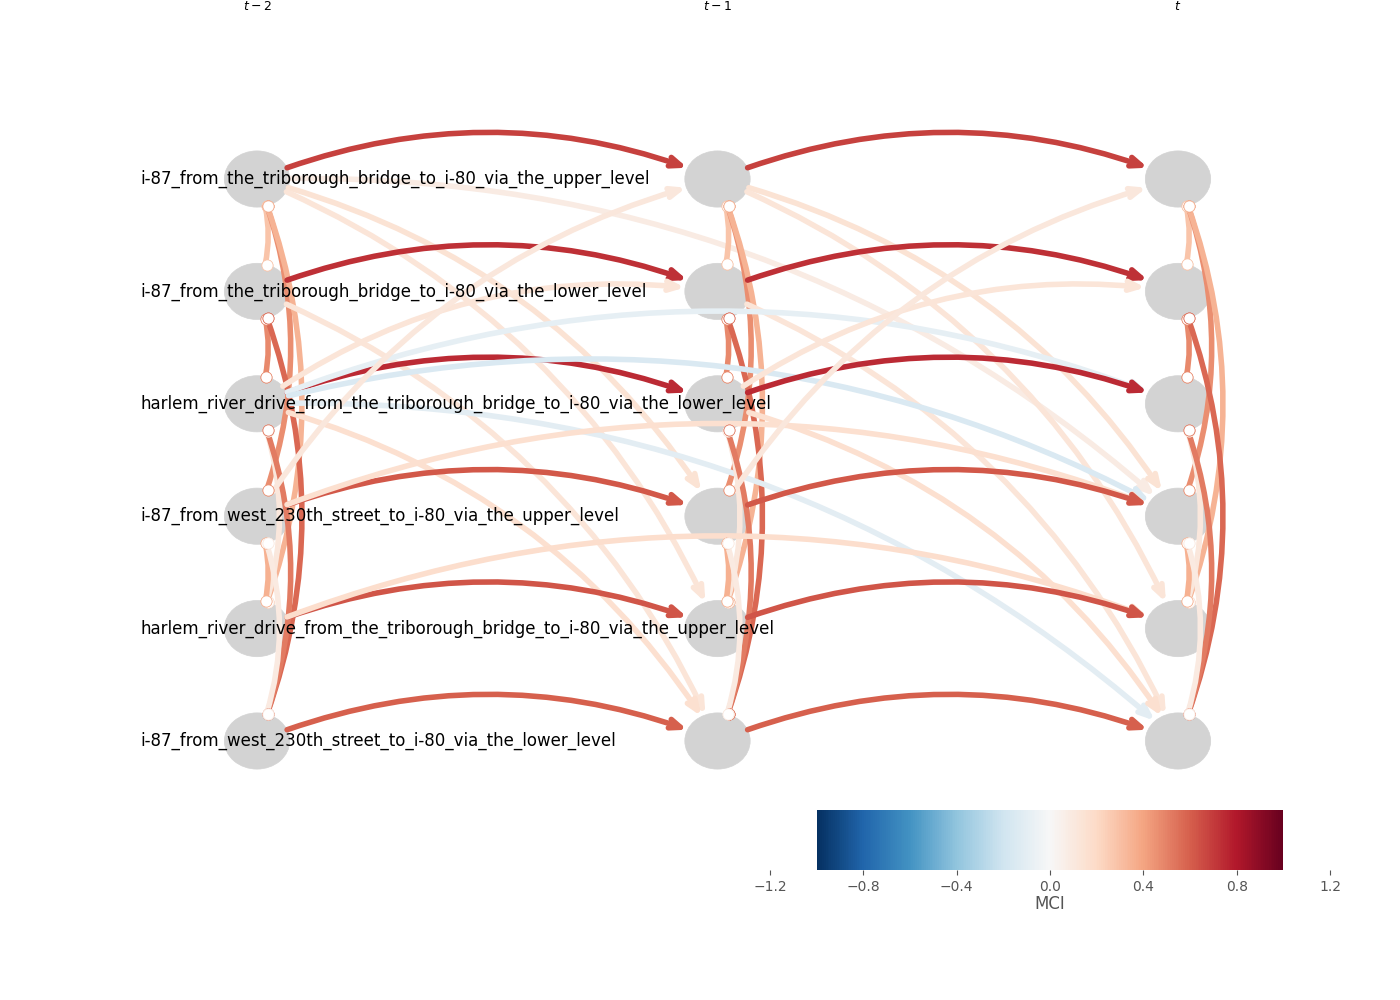 t − 2
t − 1
t
i-87_from_the_triborough_bridge_to_i-80_via_the_upper_level
i-87_from_the_triborough_bridge_to_i-80_via_the_lower_level
harlem_river_drive_from_the_triborough_bridge_to_i-80_via_the_lower_level
i-87_from_west_230th_street_to_i-80_via_the_upper_level
harlem_river_drive_from_the_triborough_bridge_to_i-80_via_the_upper_level
i-87_from_west_230th_street_to_i-80_via_the_lower_level
−1.2 −0.8 −0.4 0.0 0.4 0.8 1.2
MCI